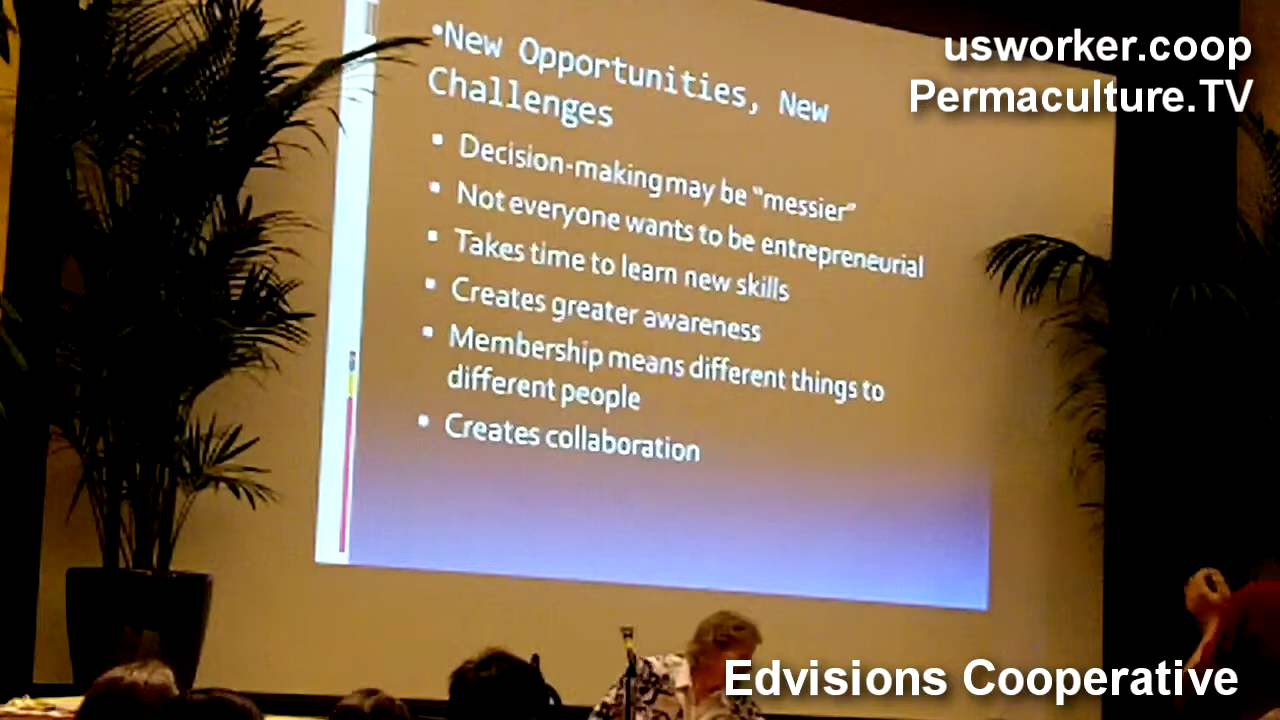 usworker.coop
Permaculture.TV
•New Opportunities, New
Challenges
▪ Decision-making may be "messier"
▪ Not everyone wants to be entrepreneurial
▪ Takes time to learn new skills
▪ Creates greater awareness
▪ Membership means different things to
different people
▪ Creates collaboration
Edvisions Cooperative